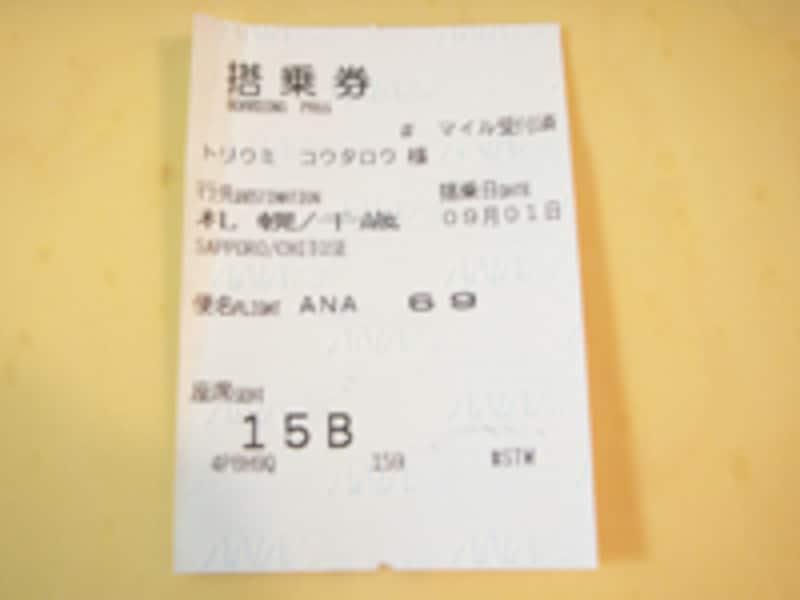 搭乗券
BOARDING PASS
# マイル受付済
トリウミ コウタロウ 様
行先DESTINATION 搭乗日DATE
札 幌／千歳 09月01日
SAPPORO/CHITOSE
便名FLIGHT ANA 69
座席SEAT
15B